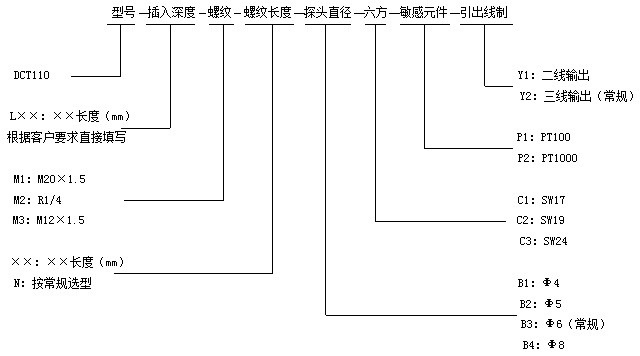 型号—插入深度—螺纹—螺纹长度—探头直径—六方—敏感元件—引出线制
DCT110
L××：××长度（mm）
根据客户要求直接填写
M1：M20×1.5
M2：R1/4
M3：M12×1.5
××：××长度（mm）
N：按常规选型
Y1：二线输出
Y2：三线输出（常规）
P1：PT100
P2：PT1000
C1：SW17
C2：SW19
C3：SW24
B1：Φ4
B2：Φ5
B3：Φ6（常规）
B4：Φ8